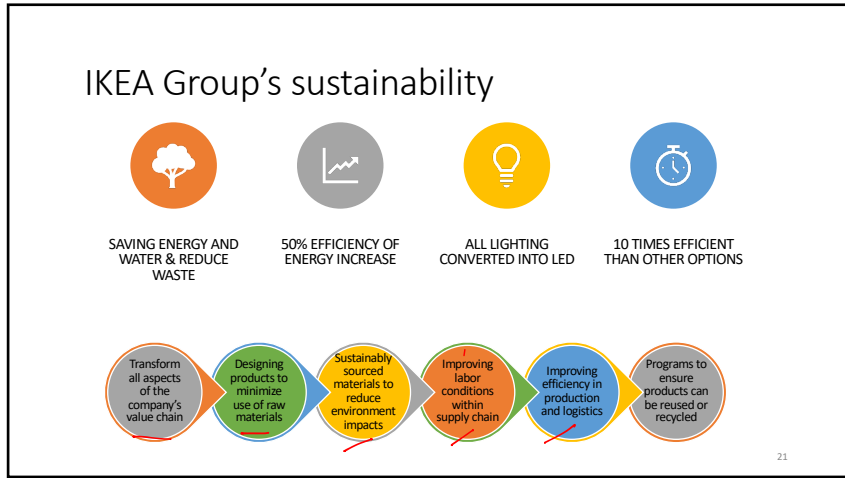 IKEA Group's sustainability
SAVING ENERGY AND
WATER & REDUCE
WASTE
50% EFFICIENCY OF
ENERGY INCREASE
ALL LIGHTING
CONVERTED INTO LED
10 TIMES EFFICIENT
THAN OTHER OPTIONS
Transform
all aspects
of the
company's
value chain
Designing
products to
minimize
use of raw
materials
Sustainably
sourced
materials to
reduce
environment
impacts
Improving
labor
conditions
within
supply chain
Improving
efficiency in
production
and logistics
Programs to
ensure
products can
be reused or
recycled
21